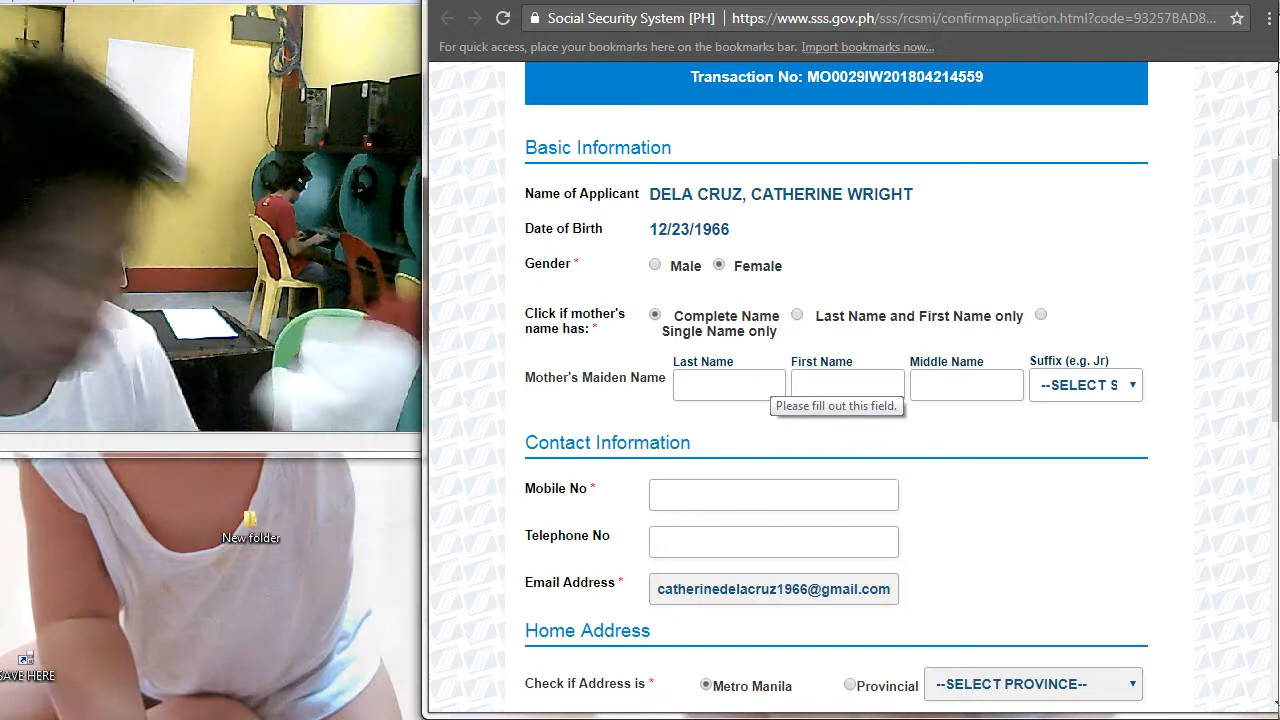 Social Security System [PH]
https://www.sss.gov.ph/sss/rcsmi/confirmapplication.html?code=93257BAD8...
For quick access, place your bookmarks here on the bookmarks bar. Import bookmarks now...
Transaction No: MO0029IW201804214559
Basic Information
Name of Applicant DELA CRUZ, CATHERINE WRIGHT
Date of Birth 12/23/1966
Gender * Male Female
Click if mother's
name has: * Complete Name Last Name and First Name only
Single Name only
Last Name First Name Middle Name Suffix (e.g. Jr)
Mother's Maiden Name --SELECT S
Please fill out this field.
Contact Information
Mobile No *
Telephone No
Email Address * catherinedelacruz1966@gmail.com
Home Address
Check if Address is * Metro Manila Provincial --SELECT PROVINCE--
New folder
SAVE HERE